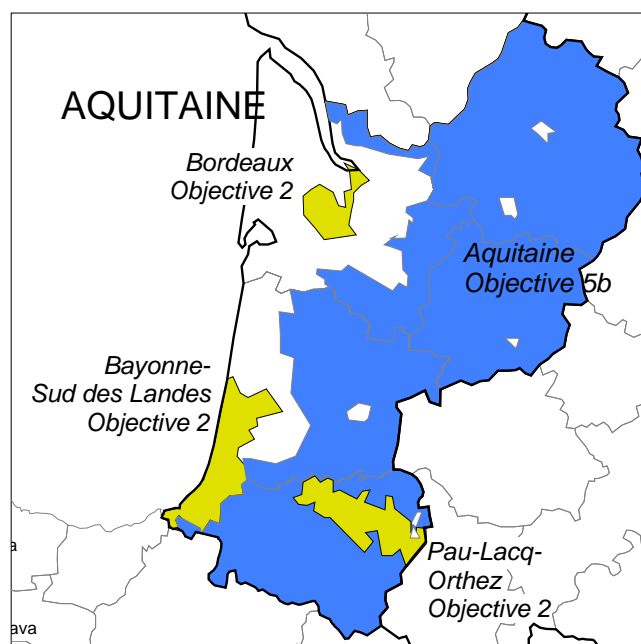 AQUITAINE
Bordeaux
Objective 2
Aquitaine
Objective 5b
Bayonne-
Sud des Landes
Objective 2
Pau-Lacq-
Orthez
Objective 2
a
ava